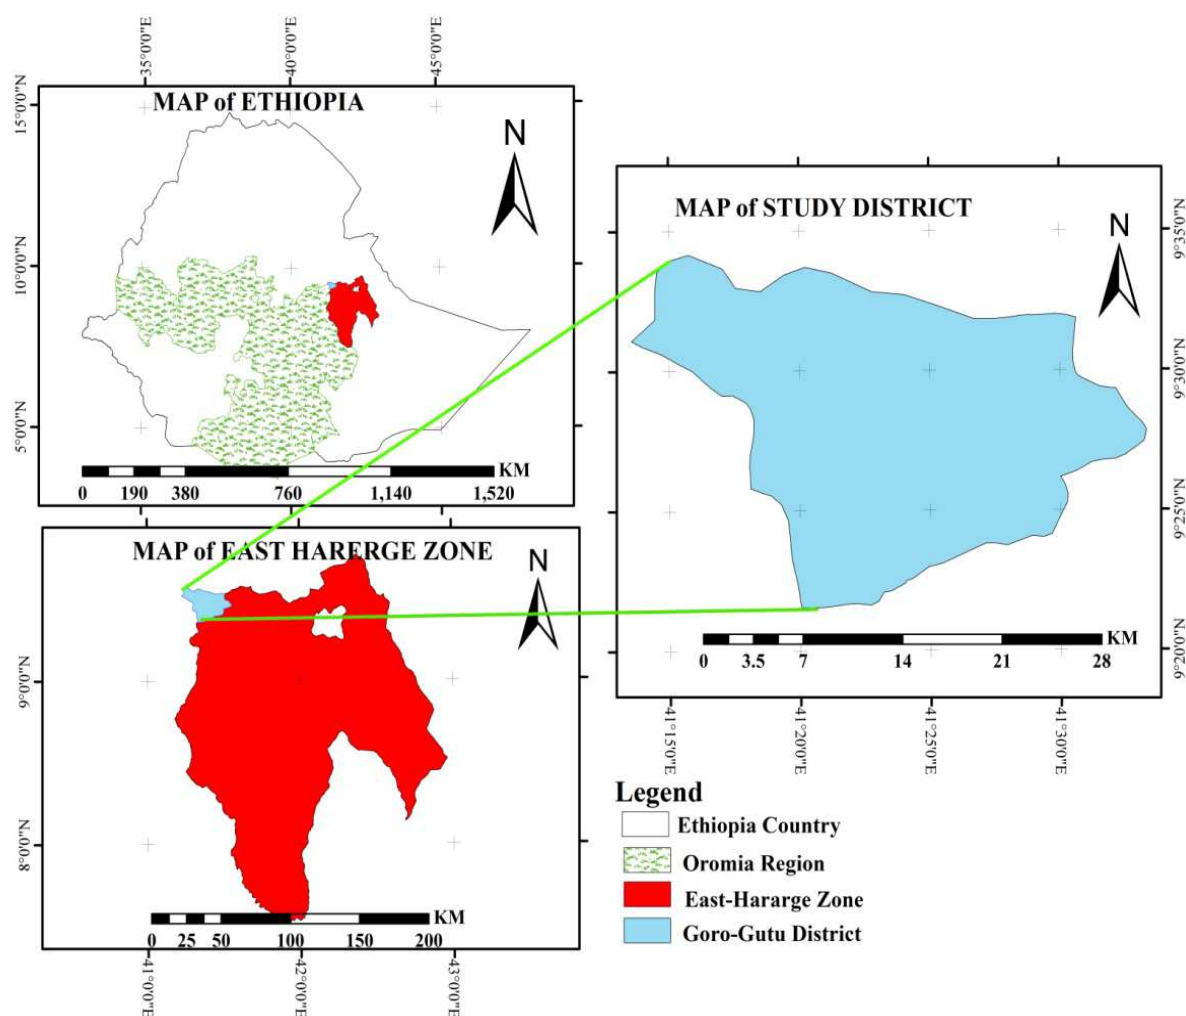 35°0'0"E 40°0'0"E 45°0'0"E
MAP of ETHIOPIA
N
15°0'0"N
10°0'0"N
5°0'0"N
KM
0 190 380 760 1,140 1,520
MAP of EAST HARERGE ZONE
N
9°0'0"N
8°0'0"N
KM
0 25 50 100 150 200
41°0'0"E 42°0'0"E 43°0'0"E
MAP of STUDY DISTRICT
N
9°35'0"N
9°30'0"N
9°25'0"N
9°20'0"N
KM
0 3.5 7 14 21 28
41°15'0"E 41°20'0"E 41°25'0"E 41°30'0"E
Legend
Ethiopia Country
Oromia Region
East-Hararge Zone
Goro-Gutu District